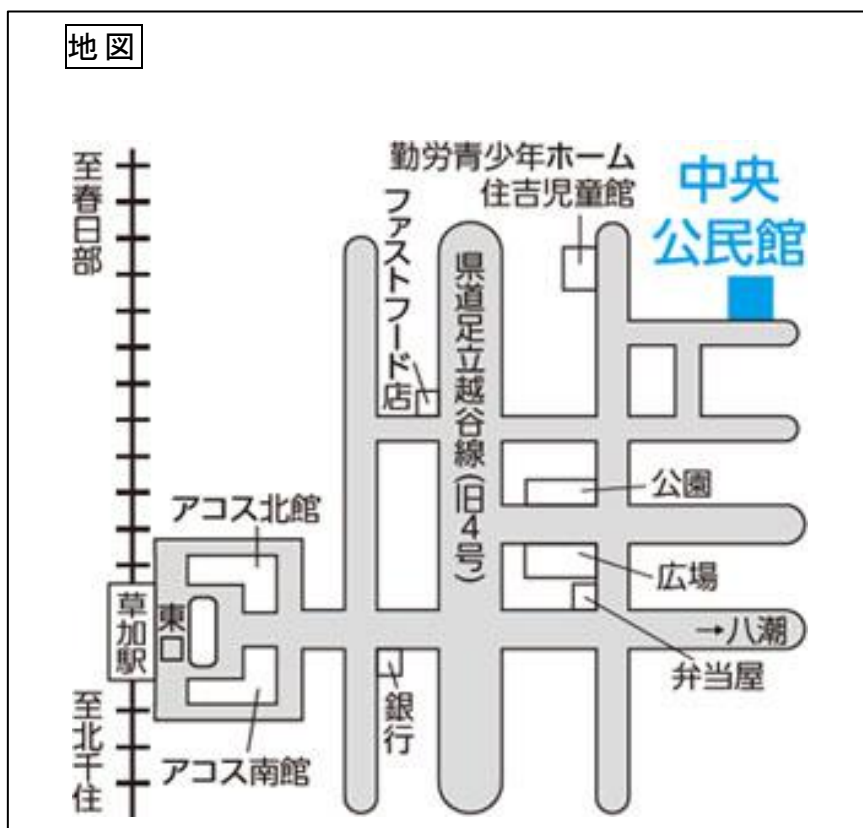 地図
至春日部
勤労青少年ホーム
住吉児童館
中央
公民館
ファストフード店
県道足立越谷線(旧4号)
公園
アコス北館
広場
草加駅
東口
→八潮
弁当屋
銀行
アコス南館
至北千住